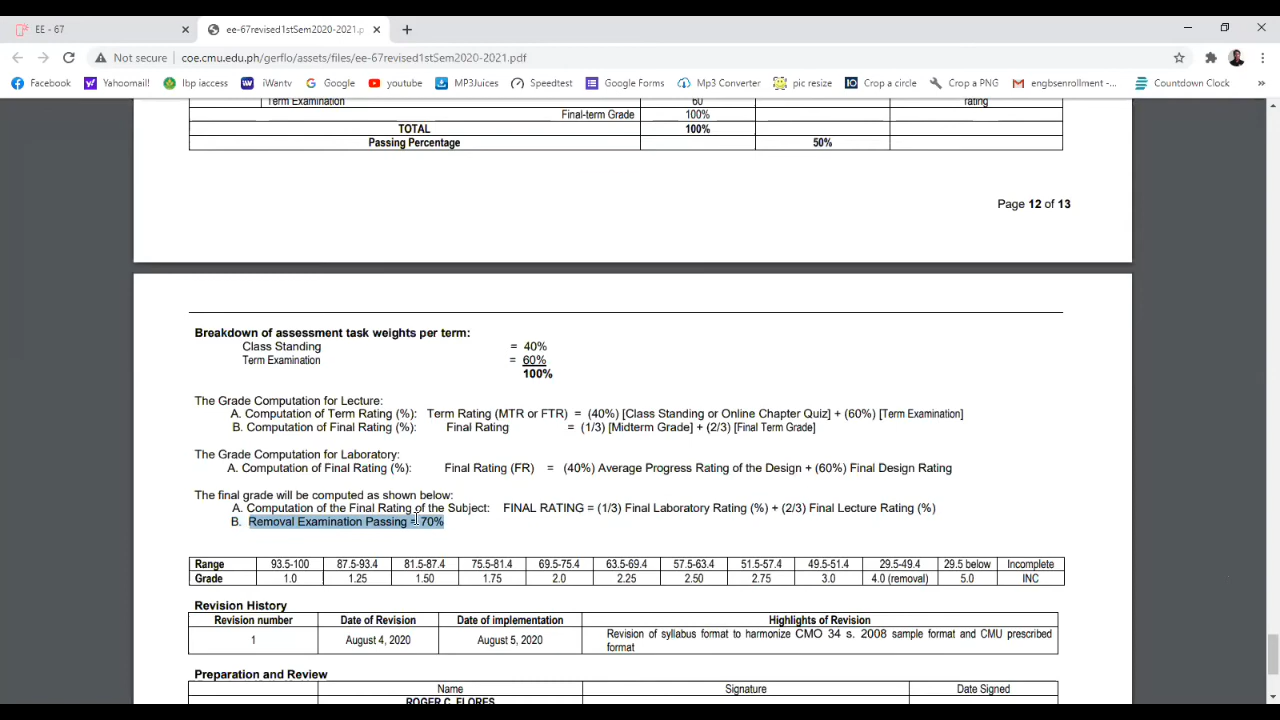 EE - 67
ee-67revised1stSem2020-2021.p
Not secure coe.cmu.edu.ph/gerflo/assets/files/ee-67revised1stSem2020-2021.pdf
Facebook Yahoomail! lbp iaccess iWantv Google youtube MP3Juices Speedtest Google Forms Mp3 Converter pic resize Crop a circle Crop a PNG engbsenrollment -... Countdown Clock »
Term Examination 60 rating
Final-term Grade 100%
TOTAL 100%
Passing Percentage 50%
Page 12 of 13
Breakdown of assessment task weights per term:
Class Standing = 40%
Term Examination = 60%
100%
The Grade Computation for Lecture:
A. Computation of Term Rating (%): Term Rating (MTR or FTR) = (40%) [Class Standing or Online Chapter Quiz] + (60%) [Term Examination]
B. Computation of Final Rating (%): Final Rating = (1/3) [Midterm Grade] + (2/3) [Final Term Grade]
The Grade Computation for Laboratory:
A. Computation of Final Rating (%): Final Rating (FR) = (40%) Average Progress Rating of the Design + (60%) Final Design Rating
The final grade will be computed as shown below:
A. Computation of the Final Rating of the Subject: FINAL RATING = (1/3) Final Laboratory Rating (%) + (2/3) Final Lecture Rating (%)
B. Removal Examination Passing = 70%
Range 93.5-100 87.5-93.4 81.5-87.4 75.5-81.4 69.5-75.4 63.5-69.4 57.5-63.4 51.5-57.4 49.5-51.4 29.5-49.4 29.5 below Incomplete
Grade 1.0 1.25 1.50 1.75 2.0 2.25 2.50 2.75 3.0 4.0 (removal) 5.0 INC
Revision History
Revision number Date of Revision Date of implementation Highlights of Revision
1 August 4, 2020 August 5, 2020 Revision of syllabus format to harmonize CMO 34 s. 2008 sample format and CMU prescribed
format
Preparation and Review
Name Signature Date Signed
ROGER C. FLORES